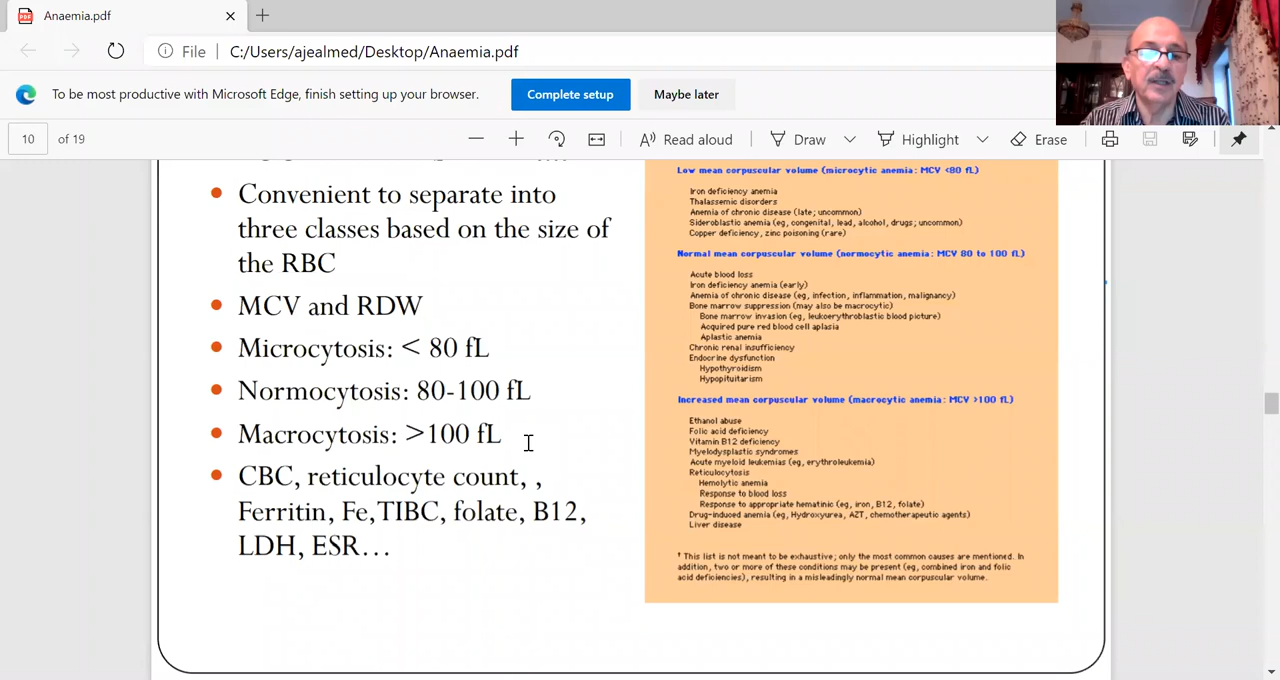 Anaemia.pdf
File
C:/Users/ajealmed/Desktop/Anaemia.pdf
To be most productive with Microsoft Edge, finish setting up your browser.
Complete setup
Maybe later
10 of 19
Read aloud
Draw
Highlight
Erase
Convenient to separate into
three classes based on the size of
the RBC
MCV and RDW
Microcytosis: < 80 fL
Normocytosis: 80-100 fL
Macrocytosis: >100 fL
CBC, reticulocyte count, ,
Ferritin, Fe,TIBC, folate, B12,
LDH, ESR…
Low mean corpuscular volume (microcytic anemia: MCV <80 fL)
Iron deficiency anemia
Thalassemic disorders
Anemia of chronic disease (late; uncommon)
Sideroblastic anemia (eg, congenital, lead, alcohol, drugs; uncommon)
Copper deficiency, zinc poisoning (rare)
Normal mean corpuscular volume (normocytic anemia: MCV 80 to 100 fL)
Acute blood loss
Iron deficiency anemia (early)
Anemia of chronic disease (eg, infection, inflammation, malignancy)
Bone marrow suppression (may also be macrocytic)
Bone marrow invasion (eg, leukoerythroblastic blood picture)
Acquired pure red blood cell aplasia
Aplastic anemia
Chronic renal insufficiency
Endocrine dysfunction
Hypothyroidism
Hypopituitarism
Increased mean corpuscular volume (macrocytic anemia: MCV >100 fL)
Ethanol abuse
Folic acid deficiency
Vitamin B12 deficiency
Myelodysplastic syndromes
Acute myeloid leukemias (eg, erythroleukemia)
Reticulocytosis
Hemolytic anemia
Response to blood loss
Response to appropriate hematinic (eg, iron, B12, folate)
Drug-induced anemia (eg, Hydroxyurea, AZT, chemotherapeutic agents)
Liver disease
† This list is not meant to be exhaustive; only the most common causes are mentioned. In
addition, two or more of these conditions may be present (eg, combined iron and folic
acid deficiencies), resulting in a misleadingly normal mean corpuscular volume.